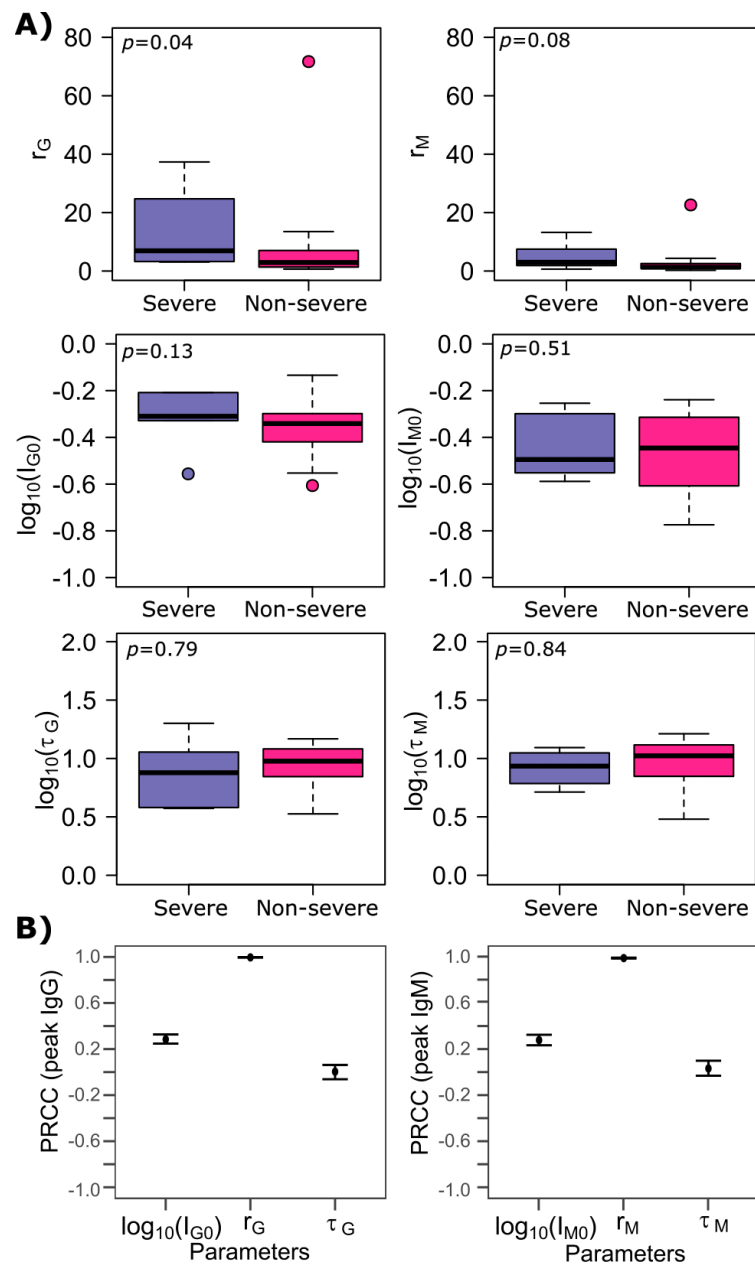 A)
p=0.04
r_G
80
60
40
20
0
Severe Non-severe
p=0.08
r_M
80
60
40
20
0
Severe Non-severe
p=0.13
log₁₀(I_G0)
0.0
-0.2
-0.4
-0.6
-0.8
-1.0
Severe Non-severe
p=0.51
log₁₀(I_M0)
0.0
-0.2
-0.4
-0.6
-0.8
-1.0
Severe Non-severe
p=0.79
log₁₀(τ_G)
2.0
1.5
1.0
0.5
0.0
Severe Non-severe
p=0.84
log₁₀(τ_M)
2.0
1.5
1.0
0.5
0.0
Severe Non-severe
B)
PRCC (peak IgG)
1.0
0.6
0.2
-0.2
-0.6
-1.0
log₁₀(I_G0) r_G τ_G
Parameters
PRCC (peak IgM)
1.0
0.6
0.2
-0.2
-0.6
-1.0
log₁₀(I_M0) r_M τ_M
Parameters